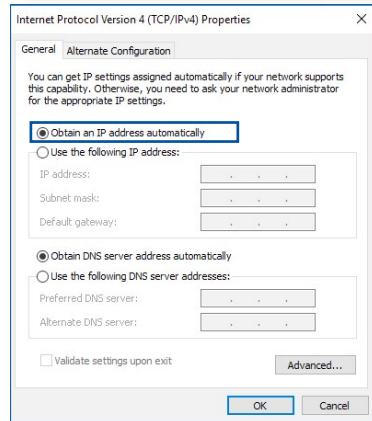 Internet Protocol Version 4 (TCP/IPv4) Properties
General
Alternate Configuration
You can get IP settings assigned automatically if your network supports
this capability. Otherwise, you need to ask your network administrator
for the appropriate IP settings.
Obtain an IP address automatically
Use the following IP address:
IP address:
Subnet mask:
Default gateway:
Obtain DNS server address automatically
Use the following DNS server addresses:
Preferred DNS server:
Alternate DNS server:
Validate settings upon exit
Advanced...
OK
Cancel